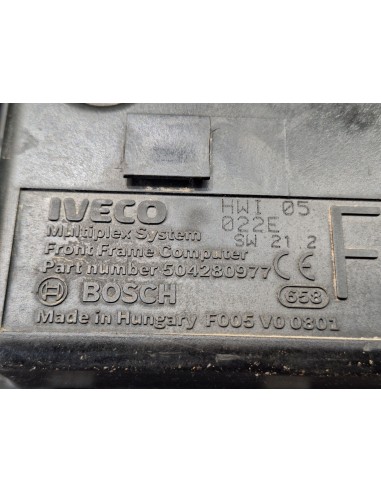 IVECO HWI 05
022E
Multiplex System SW 21 2
Front Frame Computer
Part number 504280977 CE
BOSCH 658
Made in Hungary F005 V0 0801
F